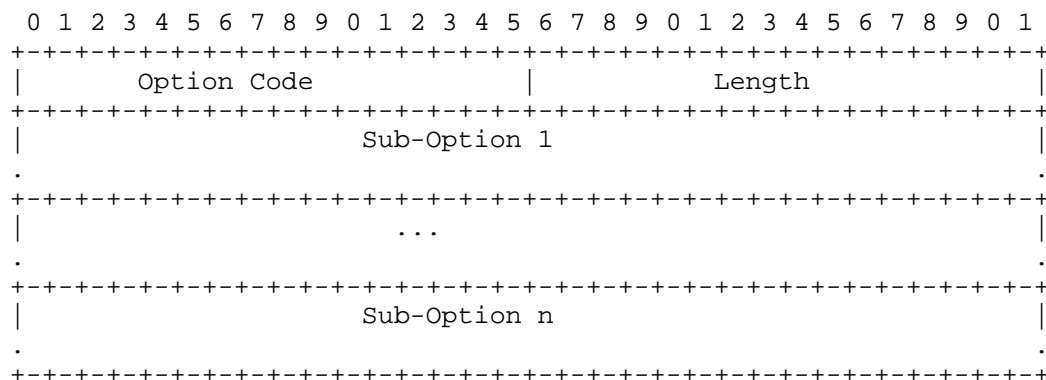 0 1 2 3 4 5 6 7 8 9 0 1 2 3 4 5 6 7 8 9 0 1 2 3 4 5 6 7 8 9 0 1
+-+-+-+-+-+-+-+-+-+-+-+-+-+-+-+-+-+-+-+-+-+-+-+-+-+-+-+-+-+-+-+-+
|       Option Code             |           Length              |
+-+-+-+-+-+-+-+-+-+-+-+-+-+-+-+-+-+-+-+-+-+-+-+-+-+-+-+-+-+-+-+-+
|                     Sub-Option 1                              |
.                                                               .
+-+-+-+-+-+-+-+-+-+-+-+-+-+-+-+-+-+-+-+-+-+-+-+-+-+-+-+-+-+-+-+-+
|                       ...                                     |
.                                                               .
+-+-+-+-+-+-+-+-+-+-+-+-+-+-+-+-+-+-+-+-+-+-+-+-+-+-+-+-+-+-+-+-+
|                     Sub-Option n                              |
.                                                               .
+-+-+-+-+-+-+-+-+-+-+-+-+-+-+-+-+-+-+-+-+-+-+-+-+-+-+-+-+-+-+-+-+